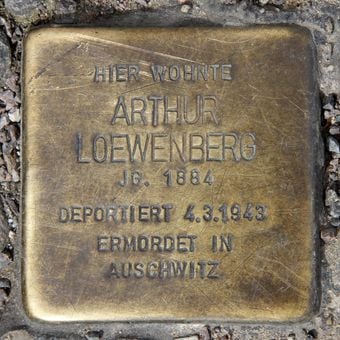 HIER WOHNTE
ARTHUR
LOEWENBERG
JG. 1884
DEPORTIERT 4.3.1943
ERMORDET IN
AUSCHWITZ